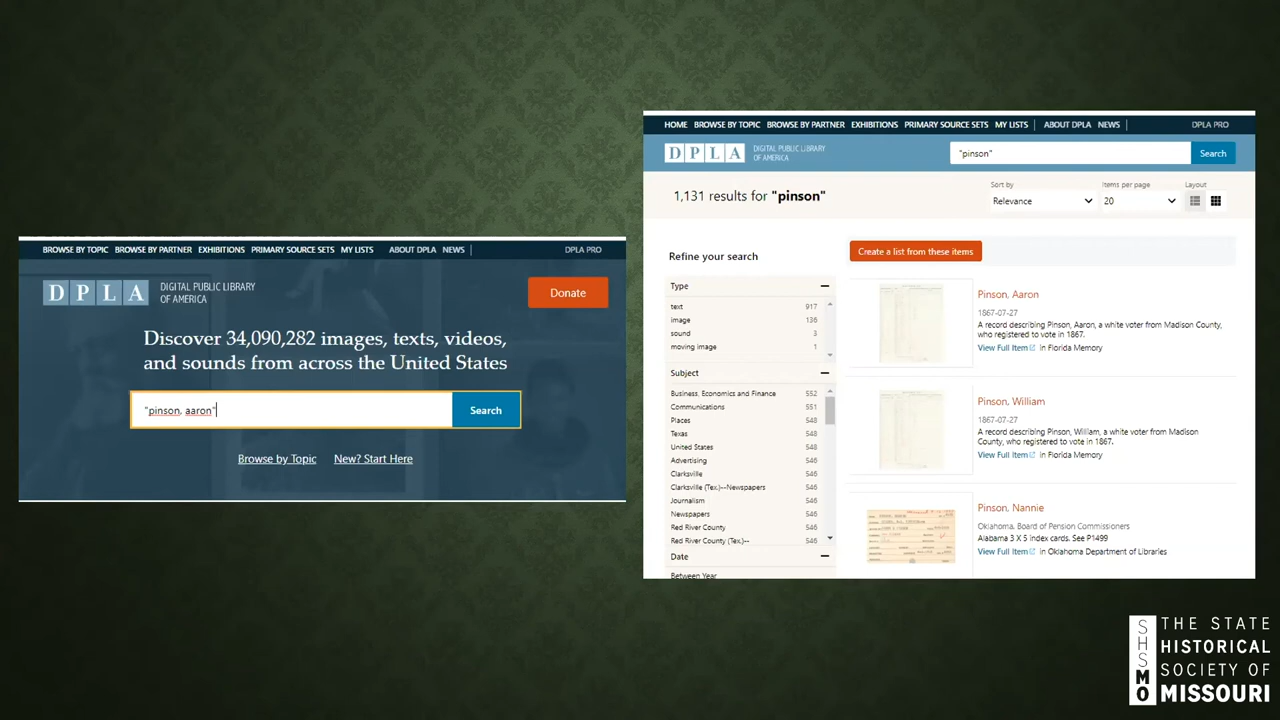 BROWSE BY TOPIC BROWSE BY PARTNER EXHIBITIONS PRIMARY SOURCE SETS MY LISTS ABOUT DPLA NEWS DPLA PRO
DPLA DIGITAL PUBLIC LIBRARY
OF AMERICA
Donate
Discover 34,090,282 images, texts, videos,
and sounds from across the United States
"pinson, aaron" Search
Browse by Topic New? Start Here
HOME BROWSE BY TOPIC BROWSE BY PARTNER EXHIBITIONS PRIMARY SOURCE SETS MY LISTS ABOUT DPLA NEWS DPLA PRO
DPLA DIGITAL PUBLIC LIBRARY
OF AMERICA
"pinson" Search
1,131 results for "pinson"
Sort by Items per page Layout
Relevance 20
Refine your search
Type
text 917
image 136
sound 3
moving image 1
Subject
Business, Economics and Finance 552
Communications 551
Places 548
Texas 548
United States 548
Advertising 546
Clarksville 546
Clarksville (Tex.)--Newspapers 546
Journalism 546
Newspapers 546
Red River County 546
Red River County (Tex.)-- 546
Date
Between Year
Create a list from these items
Pinson, Aaron
1867-07-27
A record describing Pinson, Aaron, a white voter from Madison County,
who registered to vote in 1867.
View Full Item in Florida Memory
Pinson, William
1867-07-27
A record describing Pinson, William, a white voter from Madison
County, who registered to vote in 1867.
View Full Item in Florida Memory
Pinson, Nannie
Oklahoma. Board of Pension Commissioners
Alabama 3 X 5 index cards. See P1499
View Full Item in Oklahoma Department of Libraries
SHSMO
THE STATE
HISTORICAL
SOCIETY OF
MISSOURI